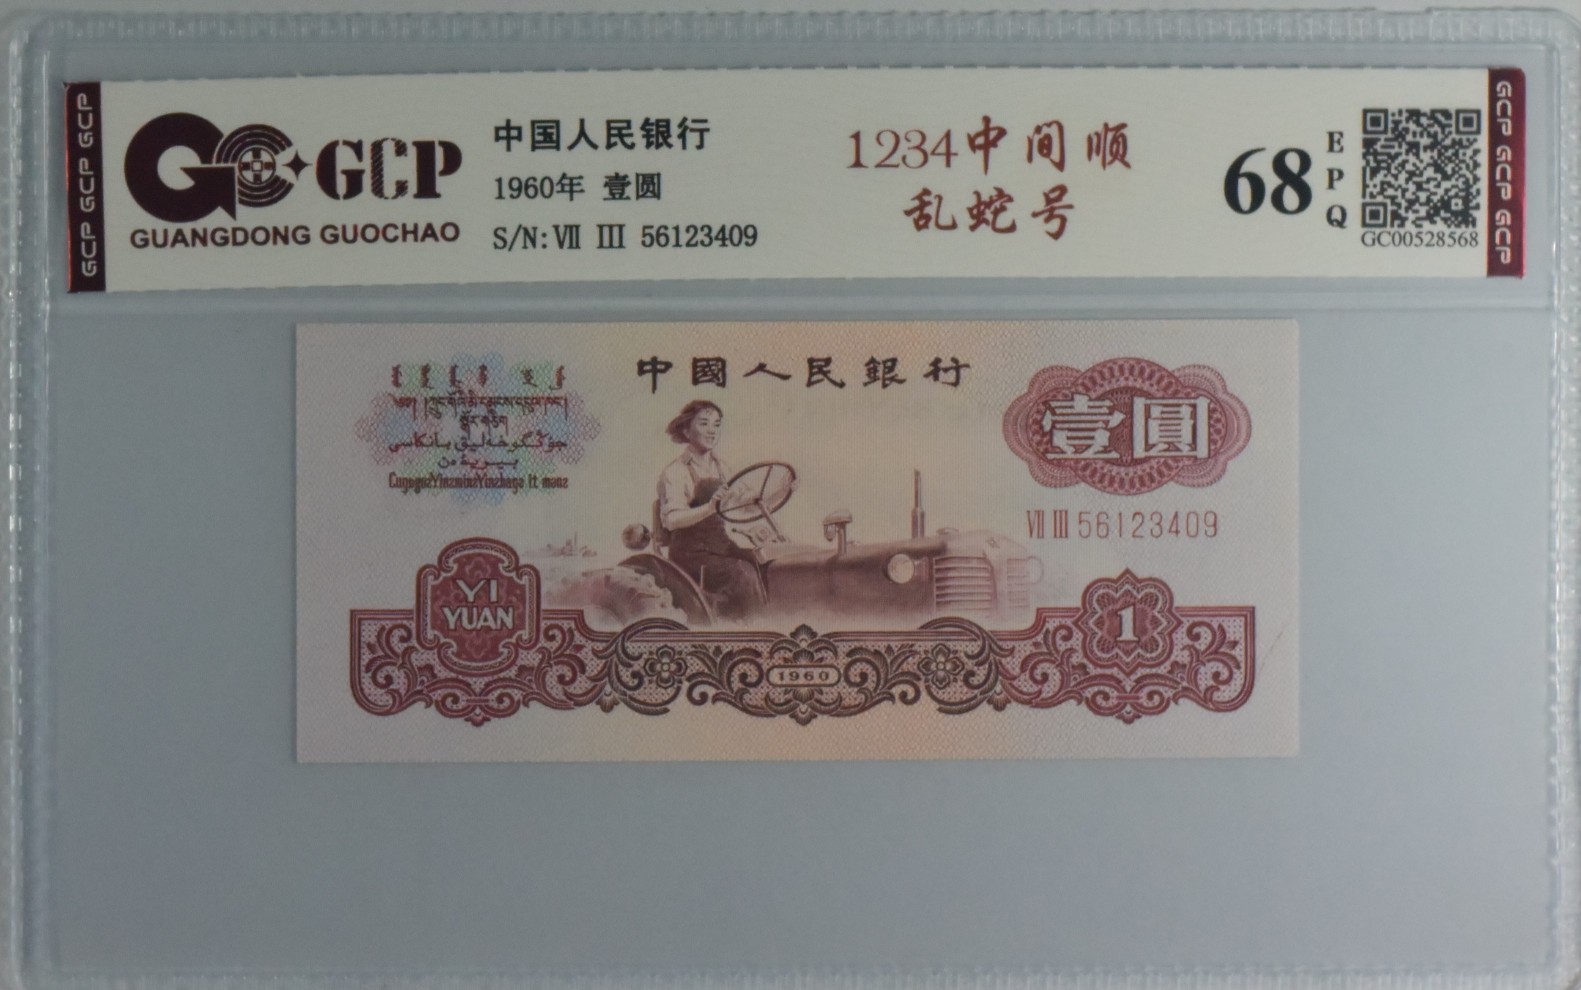 GCP GCP GCP
GCP
GUANGDONG GUOCHAO
中国人民银行
1960年 壹圆
S/N: Ⅶ Ⅲ 56123409
1234中间顺
乱蛇号
68
EPQ
GC00528568
GCP GCP GCP
中國人民銀行
壹圓
Ⅶ Ⅲ 56123409
YI
YUAN
1
1960